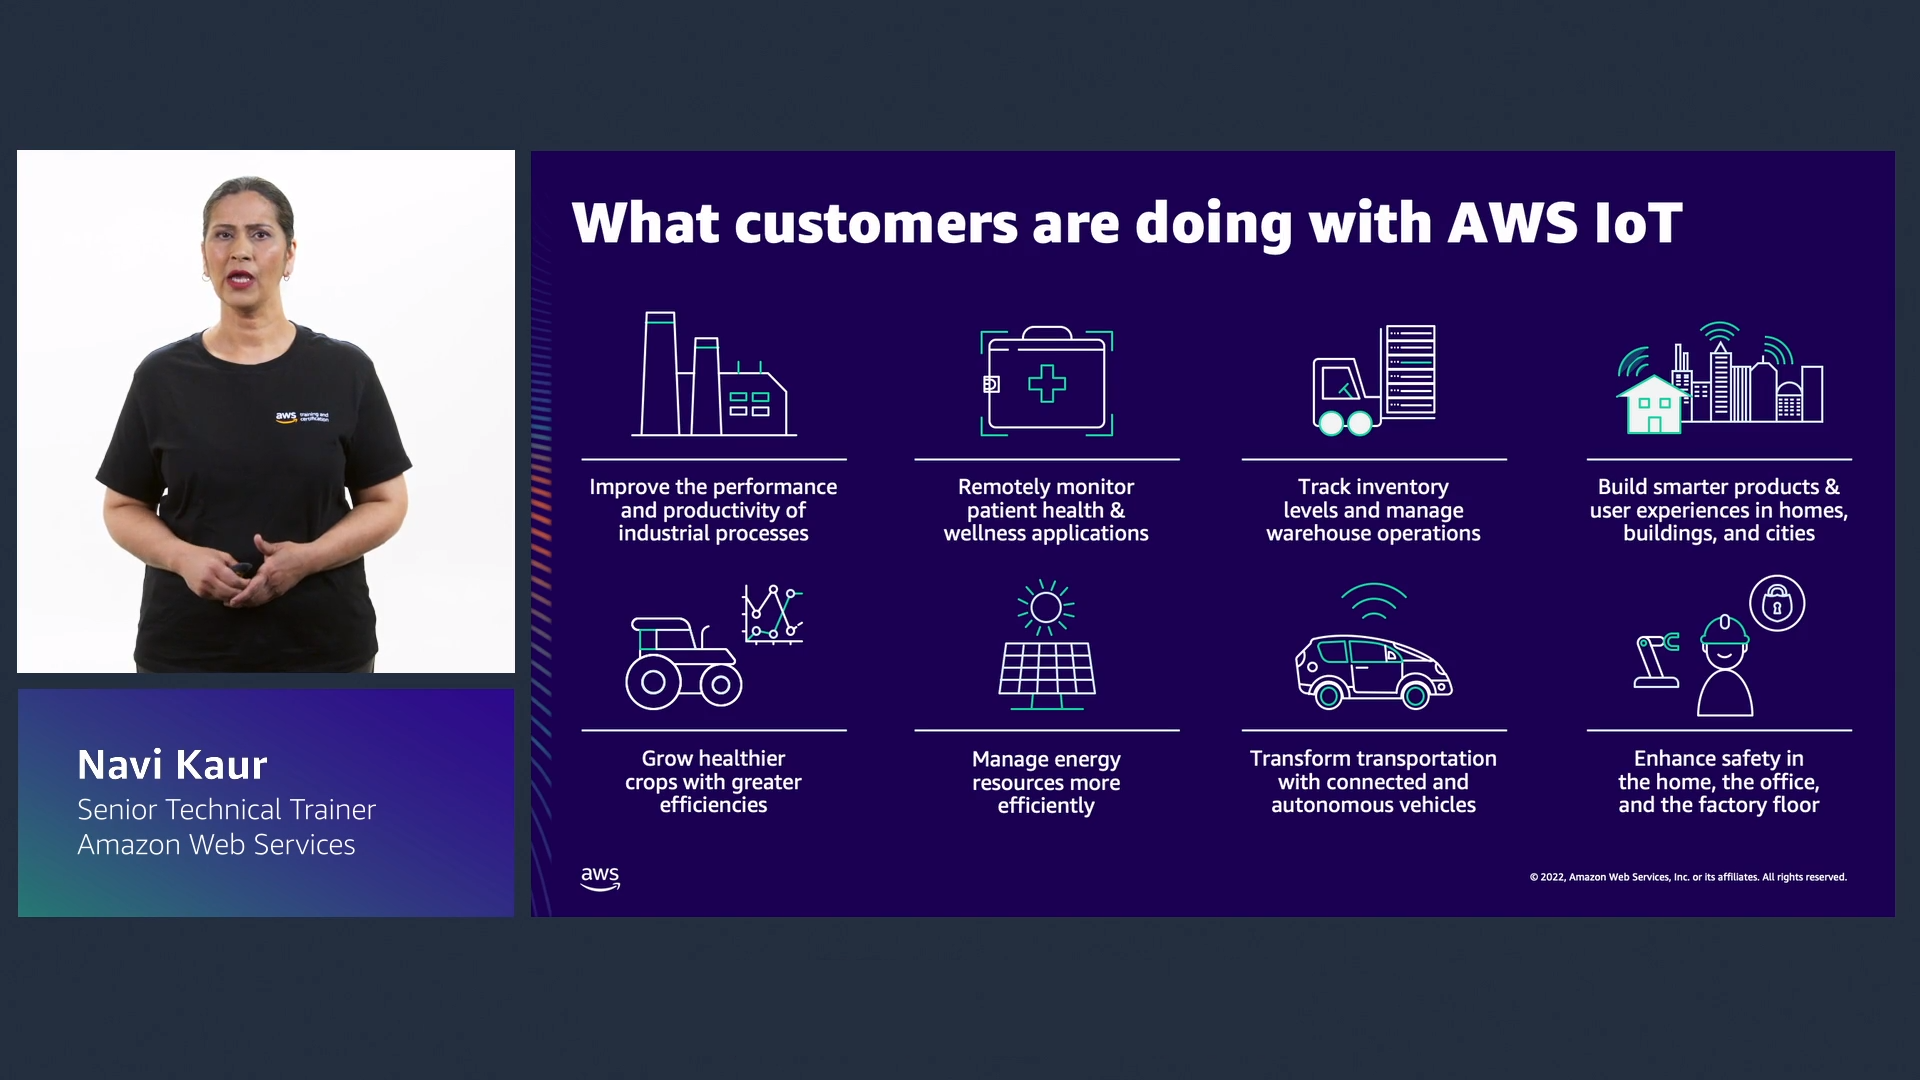 aws training and
certification
Navi Kaur
Senior Technical Trainer
Amazon Web Services
What customers are doing with AWS IoT
Improve the performance
and productivity of
industrial processes
Remotely monitor
patient health &
wellness applications
Track inventory
levels and manage
warehouse operations
Build smarter products &
user experiences in homes,
buildings, and cities
Grow healthier
crops with greater
efficiencies
Manage energy
resources more
efficiently
Transform transportation
with connected and
autonomous vehicles
Enhance safety in
the home, the office,
and the factory floor
aws
© 2022, Amazon Web Services, Inc. or its affiliates. All rights reserved.